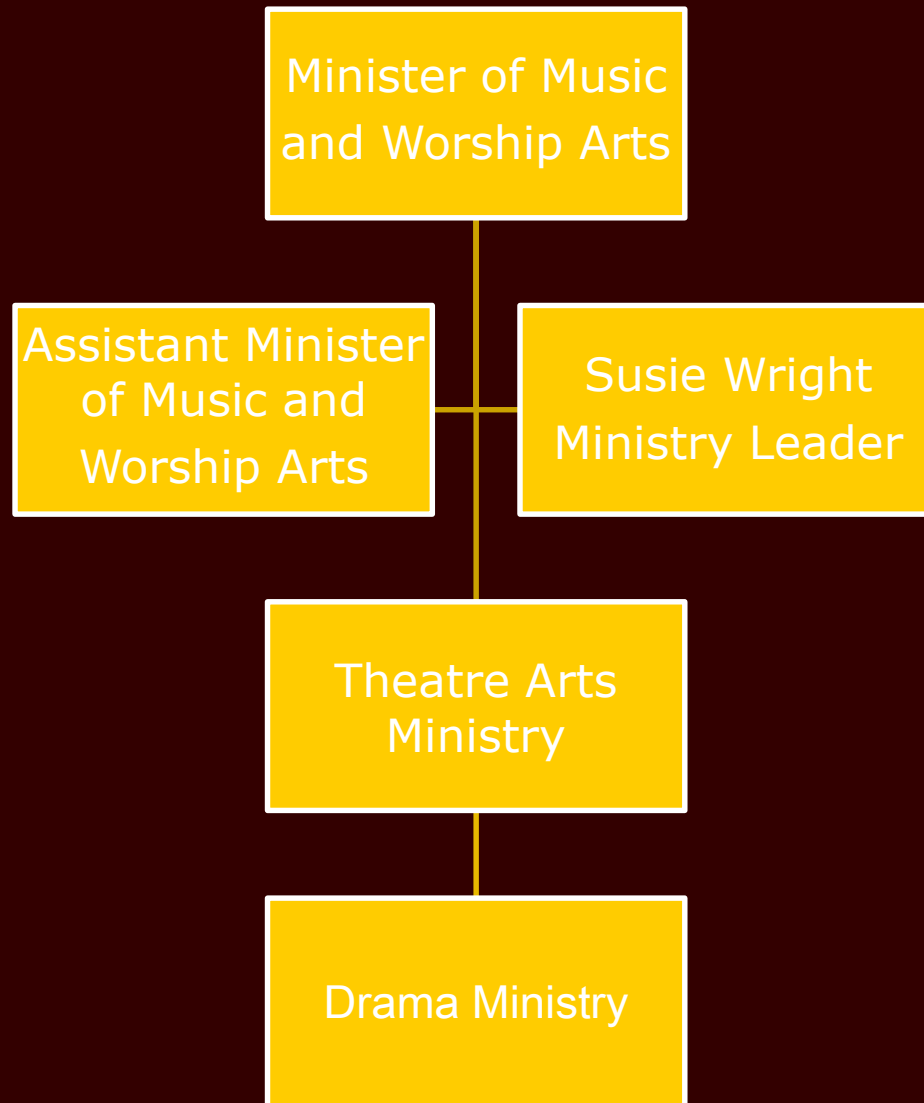 Minister of Music
and Worship Arts
Assistant Minister
of Music and
Worship Arts
Susie Wright
Ministry Leader
Theatre Arts
Ministry
Drama Ministry